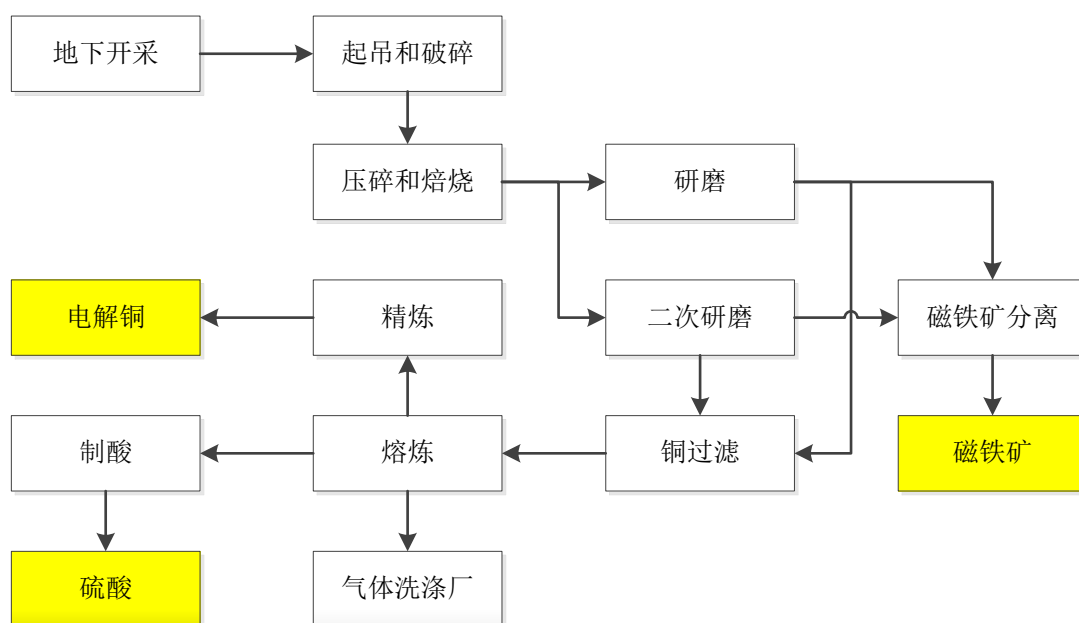 地下开采
起吊和破碎
压碎和焙烧
研磨
电解铜
精炼
二次研磨
磁铁矿分离
制酸
熔炼
铜过滤
磁铁矿
硫酸
气体洗涤厂